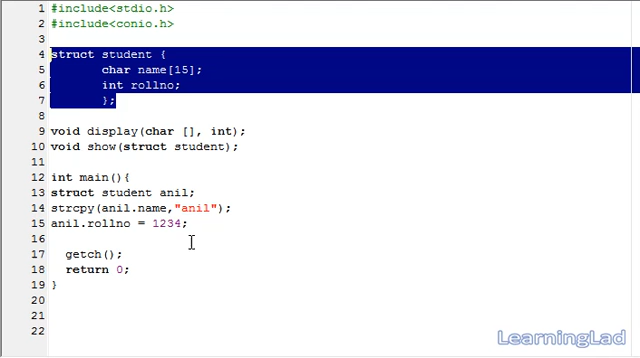 1 #include<stdio.h>
2 #include<conio.h>
3
4 struct student {
5 char name[15];
6 int rollno;
7 };
8
9 void display(char [], int);
10 void show(struct student);
11
12 int main(){
13 struct student anil;
14 strcpy(anil.name,"anil");
15 anil.rollno = 1234;
16
17 getch();
18 return 0;
19 }
20
21
22
LearningLad